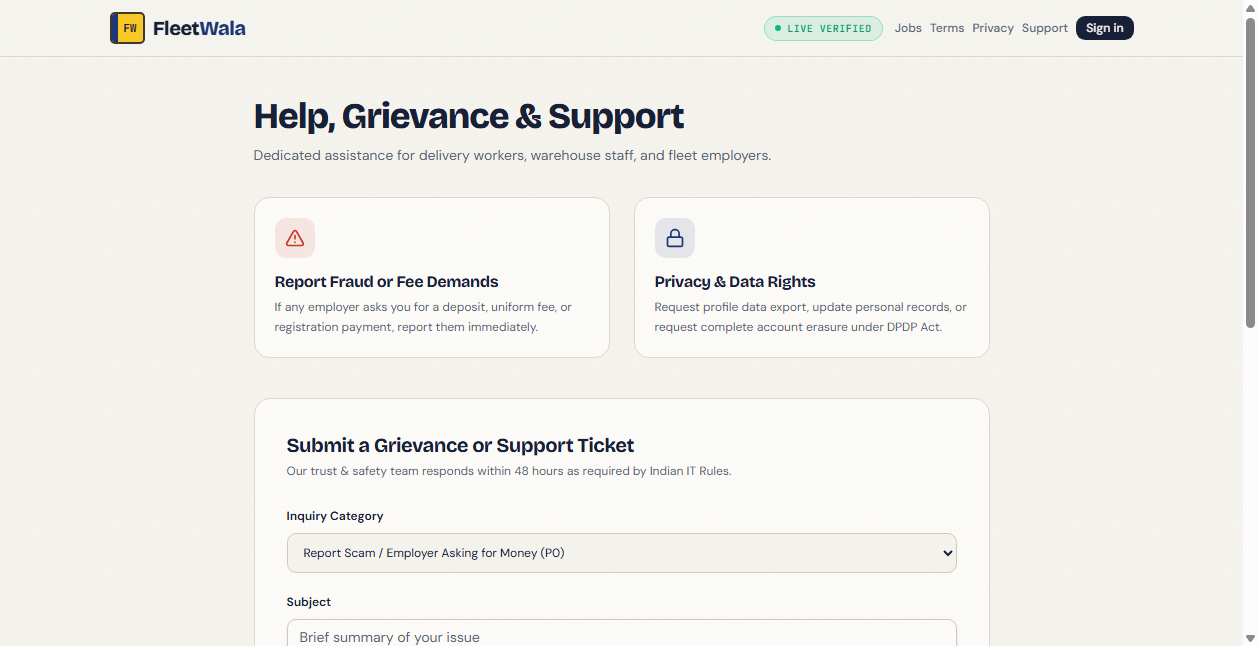 FW FleetWala
LIVE VERIFIED Jobs Terms Privacy Support Sign in
Help, Grievance & Support
Dedicated assistance for delivery workers, warehouse staff, and fleet employers.
Report Fraud or Fee Demands
If any employer asks you for a deposit, uniform fee, or
registration payment, report them immediately.
Privacy & Data Rights
Request profile data export, update personal records, or
request complete account erasure under DPDP Act.
Submit a Grievance or Support Ticket
Our trust & safety team responds within 48 hours as required by Indian IT Rules.
Inquiry Category
Report Scam / Employer Asking for Money (P0)
Subject
Brief summary of your issue